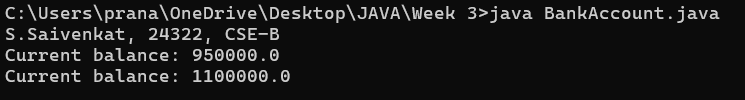 C:\Users\prana\OneDrive\Desktop\JAVA\Week 3>java BankAccount.java
S.Saivenkat, 24322, CSE-B
Current balance: 950000.0
Current balance: 1100000.0